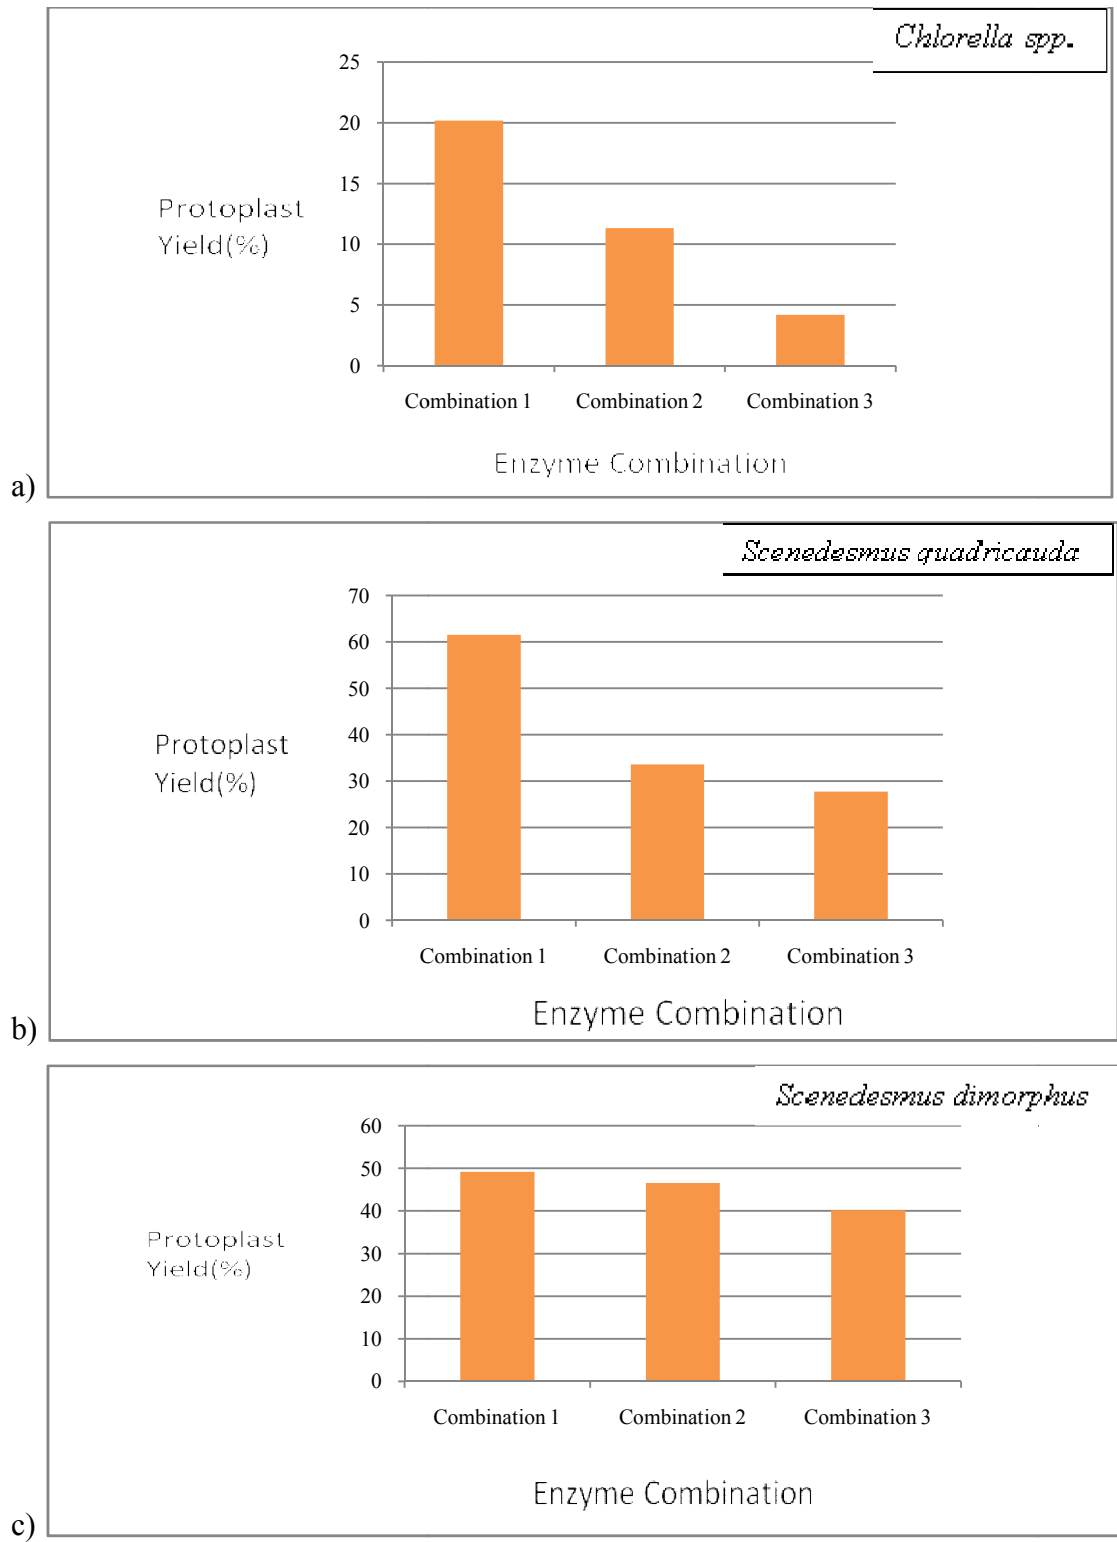 Chlorella spp.
25
20
15
10
5
0
Protoplast
Yield(%)
Combination 1 Combination 2 Combination 3
Enzyme Combination
a)
Scenedesmus quadricauda
70
60
50
40
30
20
10
0
Protoplast
Yield(%)
Combination 1 Combination 2 Combination 3
Enzyme Combination
b)
Scenedesmus dimorphus
60
50
40
30
20
10
0
Protoplast
Yield(%)
Combination 1 Combination 2 Combination 3
Enzyme Combination
c)